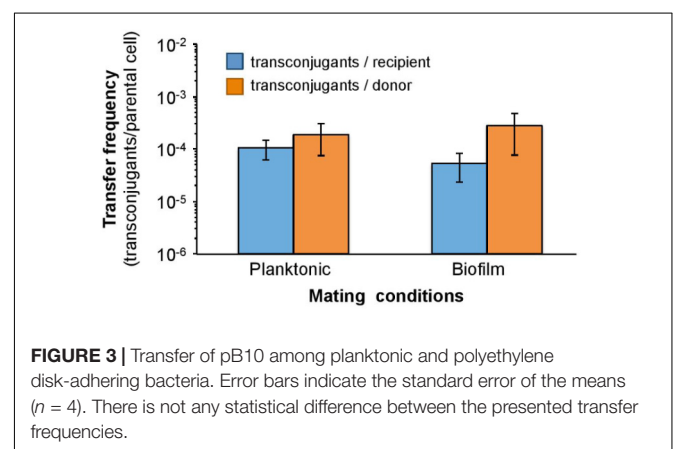 Transfer frequency
(transconjugants/parental cell)
10-2
10-3
10-4
10-5
10-6
transconjugants / recipient
transconjugants / donor
Planktonic Biofilm
Mating conditions
FIGURE 3 | Transfer of pB10 among planktonic and polyethylene
disk-adhering bacteria. Error bars indicate the standard error of the means
(n = 4). There is not any statistical difference between the presented transfer
frequencies.